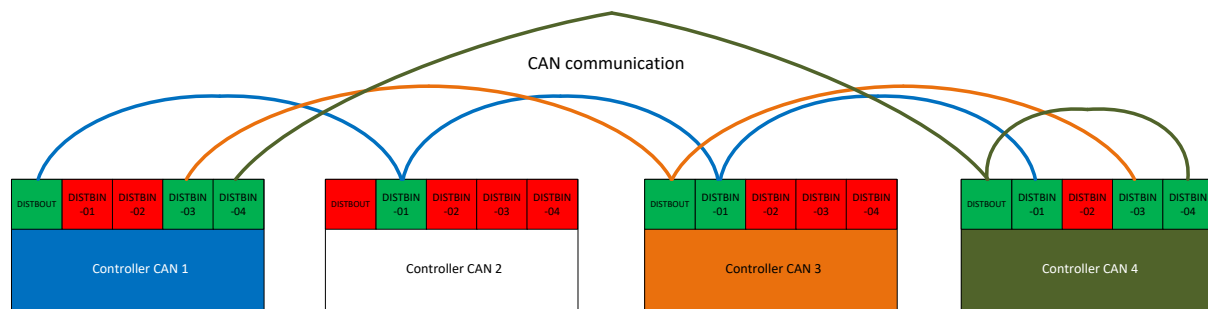 CAN communication
DISTBOUT
DISTBIN
-01
DISTBIN
-02
DISTBIN
-03
DISTBIN
-04
DISTBOUT
DISTBIN
-01
DISTBIN
-02
DISTBIN
-03
DISTBIN
-04
DISTBOUT
DISTBIN
-01
DISTBIN
-02
DISTBIN
-03
DISTBIN
-04
DISTBOUT
DISTBIN
-01
DISTBIN
-02
DISTBIN
-03
DISTBIN
-04
Controller CAN 1
Controller CAN 2
Controller CAN 3
Controller CAN 4